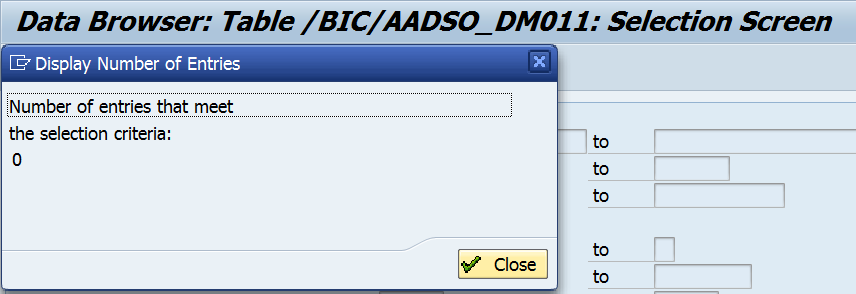 Data Browser: Table /BIC/AADSO_DM011: Selection Screen
Display Number of Entries
Number of entries that meet
the selection criteria:
0
Close
to
to
to
to
to